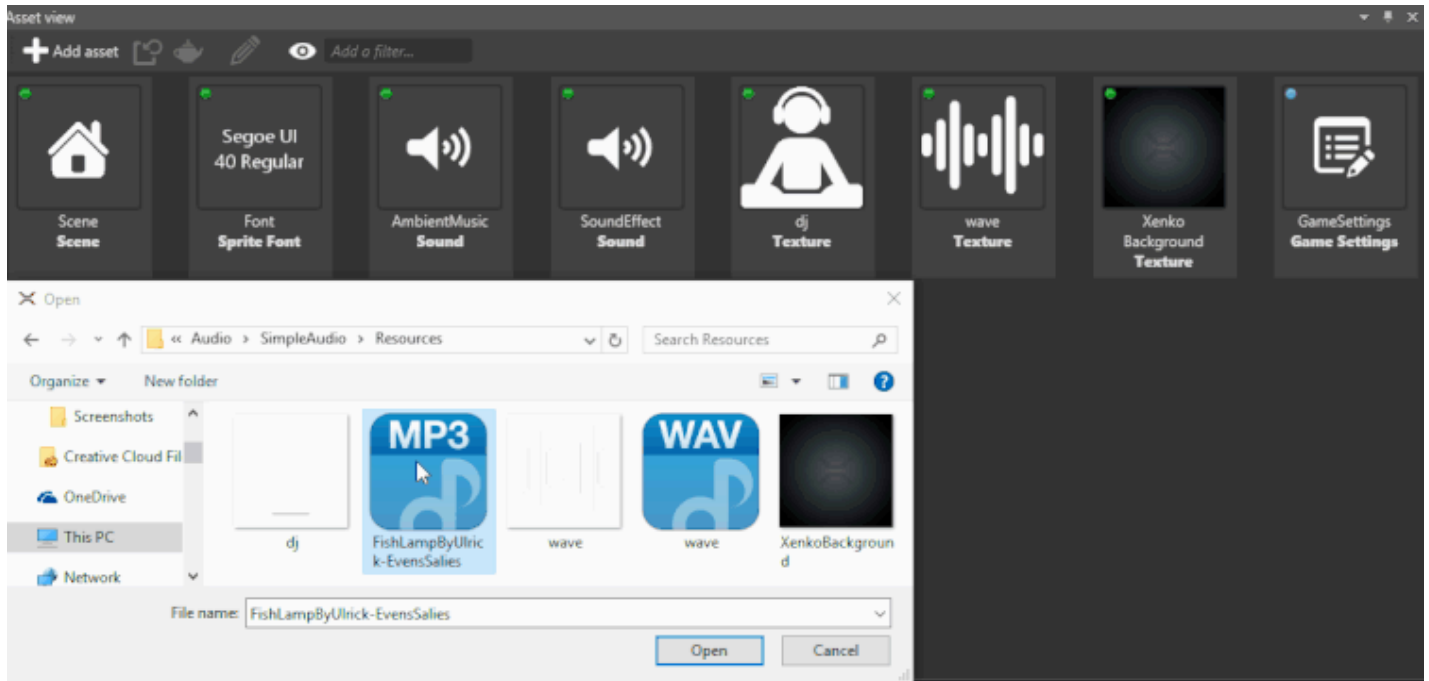 Asset view
Add asset
Add a filter...
Segoe UI
40 Regular
Scene
Scene
Font
Sprite Font
AmbientMusic
Sound
SoundEffect
Sound
dj
Texture
wave
Texture
Xenko
Background
Texture
GameSettings
Game Settings
Open
« Audio > SimpleAudio > Resources
Search Resources
Organize
New folder
Screenshots
Creative Cloud Fil
OneDrive
This PC
Network
MP3
WAV
dj
FishLampByUlric
k-EvensSalies
wave
wave
XenkoBackgroun
d
File name: FishLampByUlrick-EvensSalies
Open
Cancel